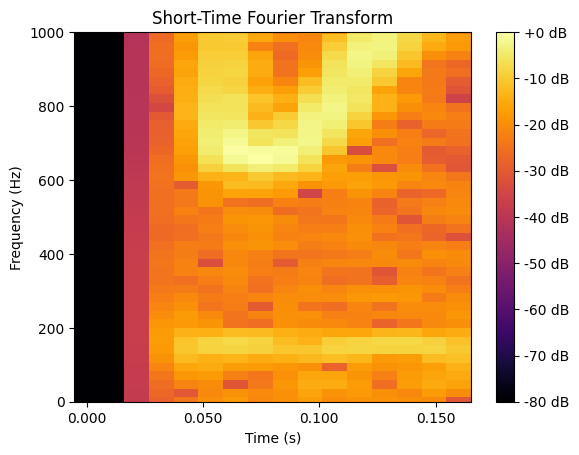 Short-Time Fourier Transform
1000
800
600
400
200
0
Frequency (Hz)
0.000
0.050
0.100
0.150
Time (s)
+0 dB
-10 dB
-20 dB
-30 dB
-40 dB
-50 dB
-60 dB
-70 dB
-80 dB